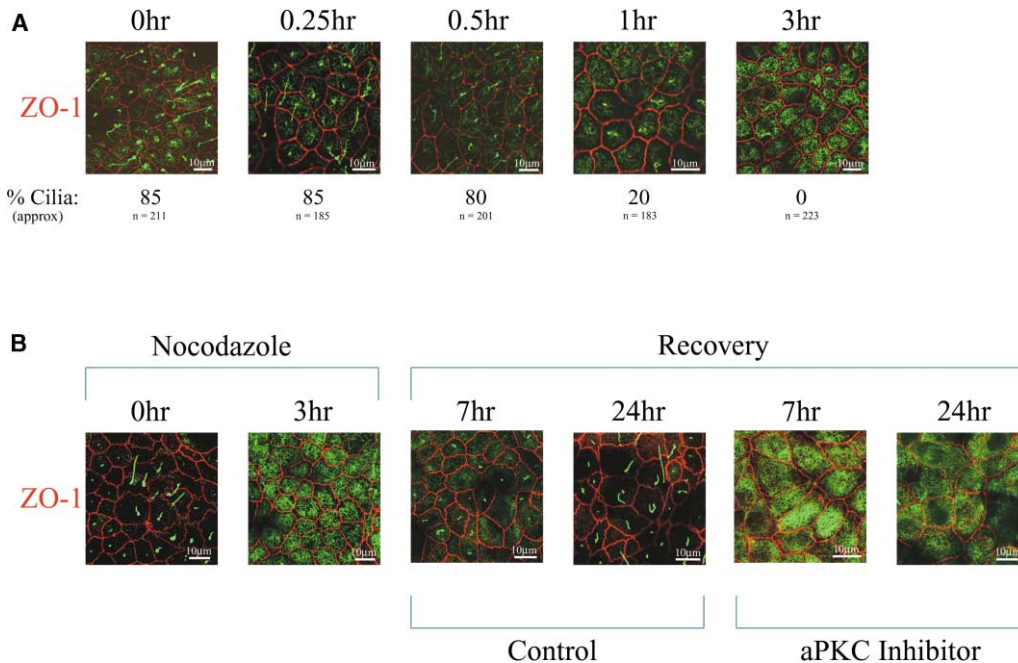 A
0hr 0.25hr 0.5hr 1hr 3hr
ZO-1
10μm 10μm 10μm 10μm 10μm
% Cilia: 85 85 80 20 0
(approx) n = 211 n = 185 n = 201 n = 183 n = 223
B
Nocodazole Recovery
0hr 3hr 7hr 24hr 7hr 24hr
ZO-1
10μm 10μm 10μm 10μm 10μm 10μm
Control aPKC Inhibitor